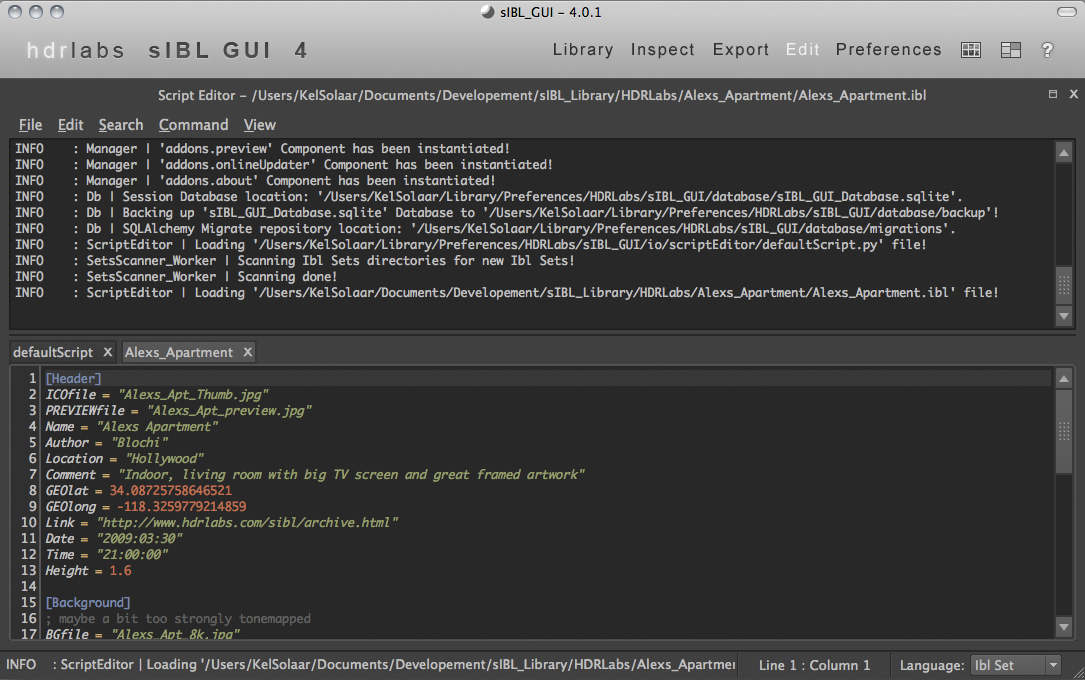 sIBL_GUI – 4.0.1
hdrlabs sIBL GUI 4
Library Inspect Export Edit Preferences ?
Script Editor – /Users/KelSolaar/Documents/Developement/sIBL_Library/HDRLabs/Alexs_Apartment/Alexs_Apartment.ibl
File Edit Search Command View
INFO : Manager | 'addons.preview' Component has been instantiated!
INFO : Manager | 'addons.onlineUpdater' Component has been instantiated!
INFO : Manager | 'addons.about' Component has been instantiated!
INFO : Db | Session Database location: '/Users/KelSolaar/Library/Preferences/HDRLabs/sIBL_GUI/database/sIBL_GUI_Database.sqlite'.
INFO : Db | Backing up 'sIBL_GUI_Database.sqlite' Database to '/Users/KelSolaar/Library/Preferences/HDRLabs/sIBL_GUI/database/backup'!
INFO : Db | SQLAlchemy Migrate repository location: '/Users/KelSolaar/Library/Preferences/HDRLabs/sIBL_GUI/database/migrations'.
INFO : ScriptEditor | Loading '/Users/KelSolaar/Library/Preferences/HDRLabs/sIBL_GUI/io/scriptEditor/defaultScript.py' file!
INFO : SetsScanner_Worker | Scanning Ibl Sets directories for new Ibl Sets!
INFO : SetsScanner_Worker | Scanning done!
INFO : ScriptEditor | Loading '/Users/KelSolaar/Documents/Developement/sIBL_Library/HDRLabs/Alexs_Apartment/Alexs_Apartment.ibl' file!
defaultScript X Alexs_Apartment X
1 [Header]
2 ICOfile = "Alexs_Apt_Thumb.jpg"
3 PREVIEWfile = "Alexs_Apt_preview.jpg"
4 Name = "Alexs Apartment"
5 Author = "Blochi"
6 Location = "Hollywood"
7 Comment = "Indoor, living room with big TV screen and great framed artwork"
8 GEOlat = 34.08725758646521
9 GEOlong = -118.3259779214859
10 Link = "http://www.hdrlabs.com/sibl/archive.html"
11 Date = "2009:03:30"
12 Time = "21:00:00"
13 Height = 1.6
14
15 [Background]
16 ; maybe a bit too strongly tonemapped
17 BGfile = "Alexs_Apt_8k.jpg"
INFO : ScriptEditor | Loading '/Users/KelSolaar/Documents/Developement/sIBL_Library/HDRLabs/Alexs_Apartmer Line 1 : Column 1 Language: Ibl Set